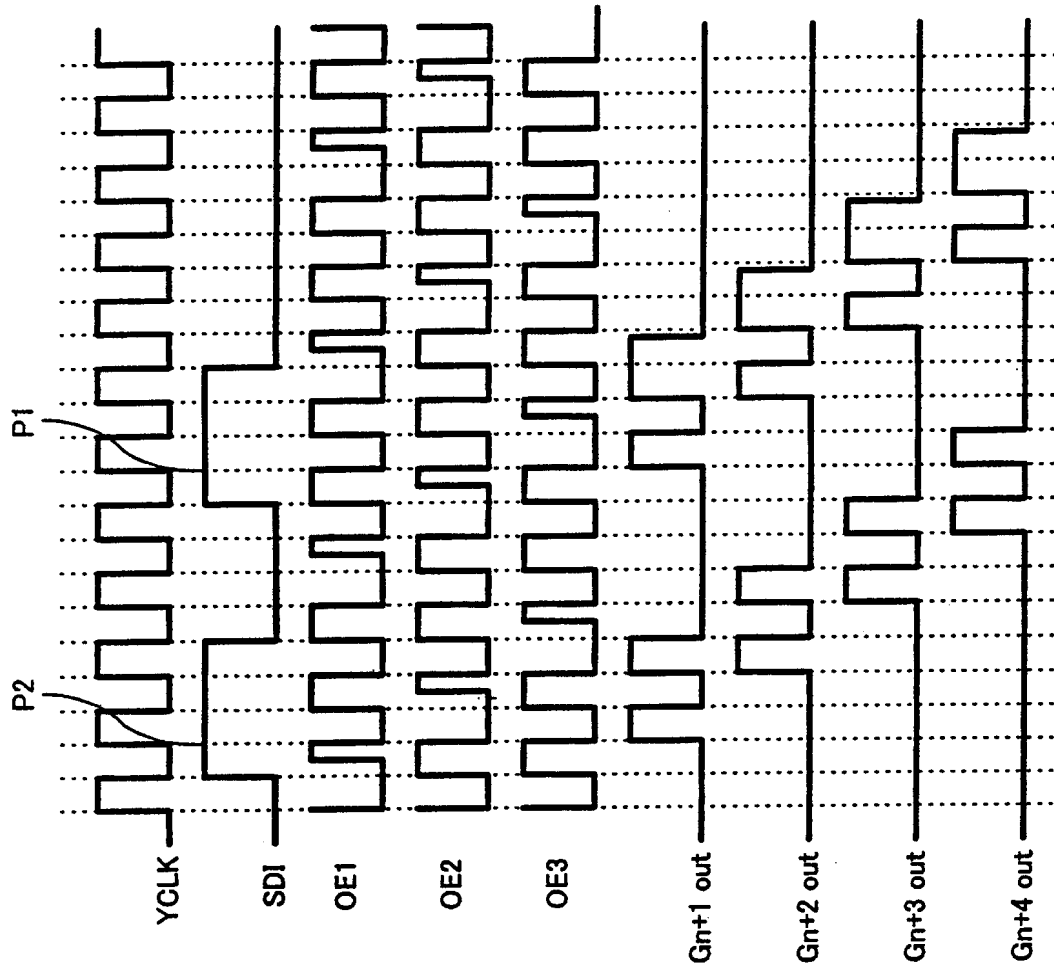 P2
P1
YCLK
SDI
OE1
OE2
OE3
Gn+1 out
Gn+2 out
Gn+3 out
Gn+4 out